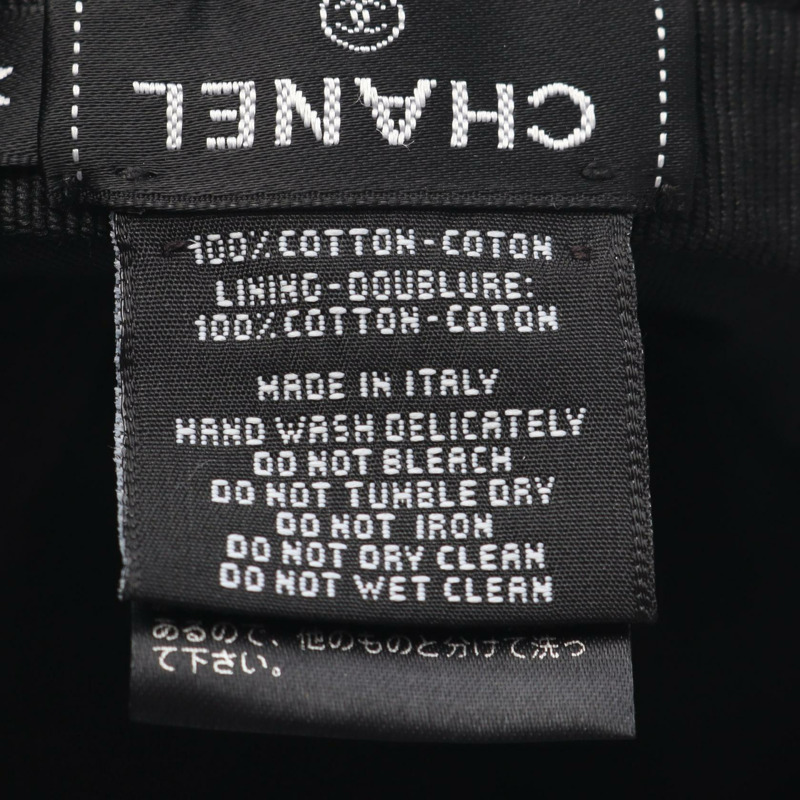 CHANEL
100% COTTON-COTON
LINING-DOUBLURE:
100% COTTON-COTON
MADE IN ITALY
HAND WASH DELICATELY
DO NOT BLEACH
DO NOT TUMBLE DRY
DO NOT IRON
DO NOT DRY CLEAN
DO NOT WET CLEAN
あるので、他のものと分けて洗っ
て下さい。